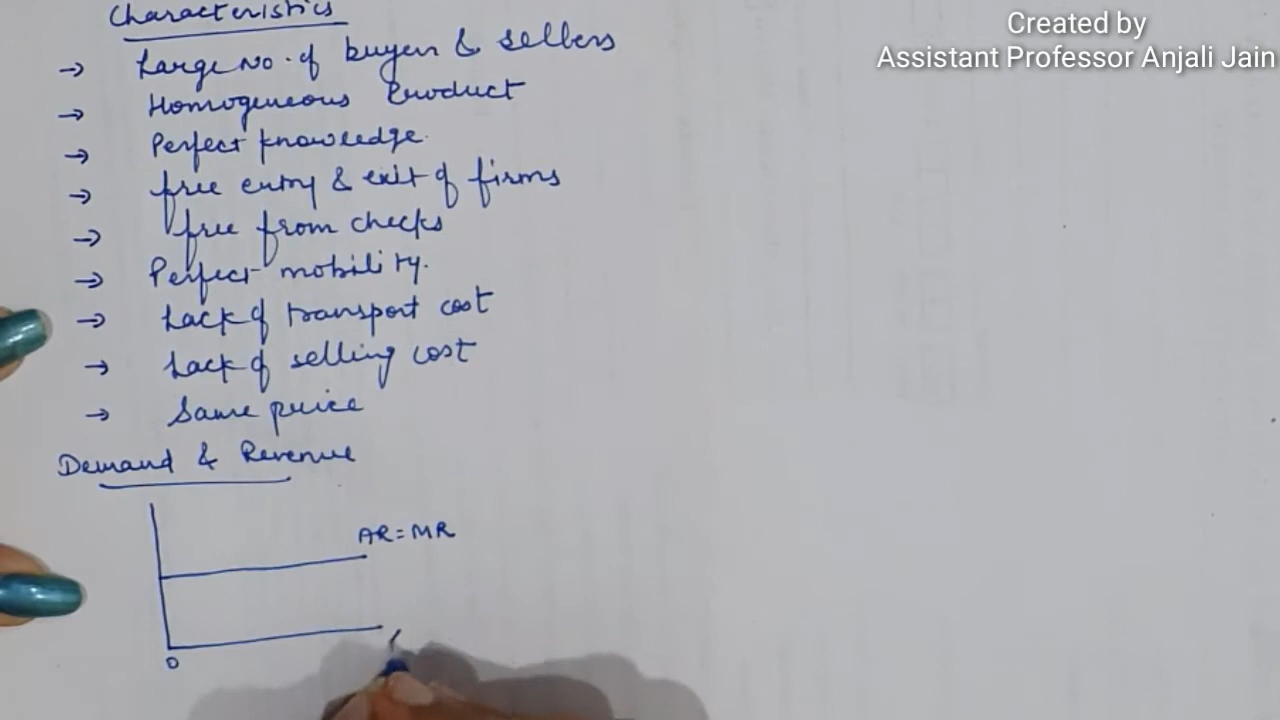 Characteristics
Created by
Assistant Professor Anjali Jain
→ Large No. of buyers & sellers
→ Homogeneous Product
→ Perfect knowledge.
→ free entry & exit of firms
→ free from checks
→ Perfect mobility.
→ Lack of transport cost
→ Lack of selling cost
→ Same price
Demand & Revenue
AR = MR
O